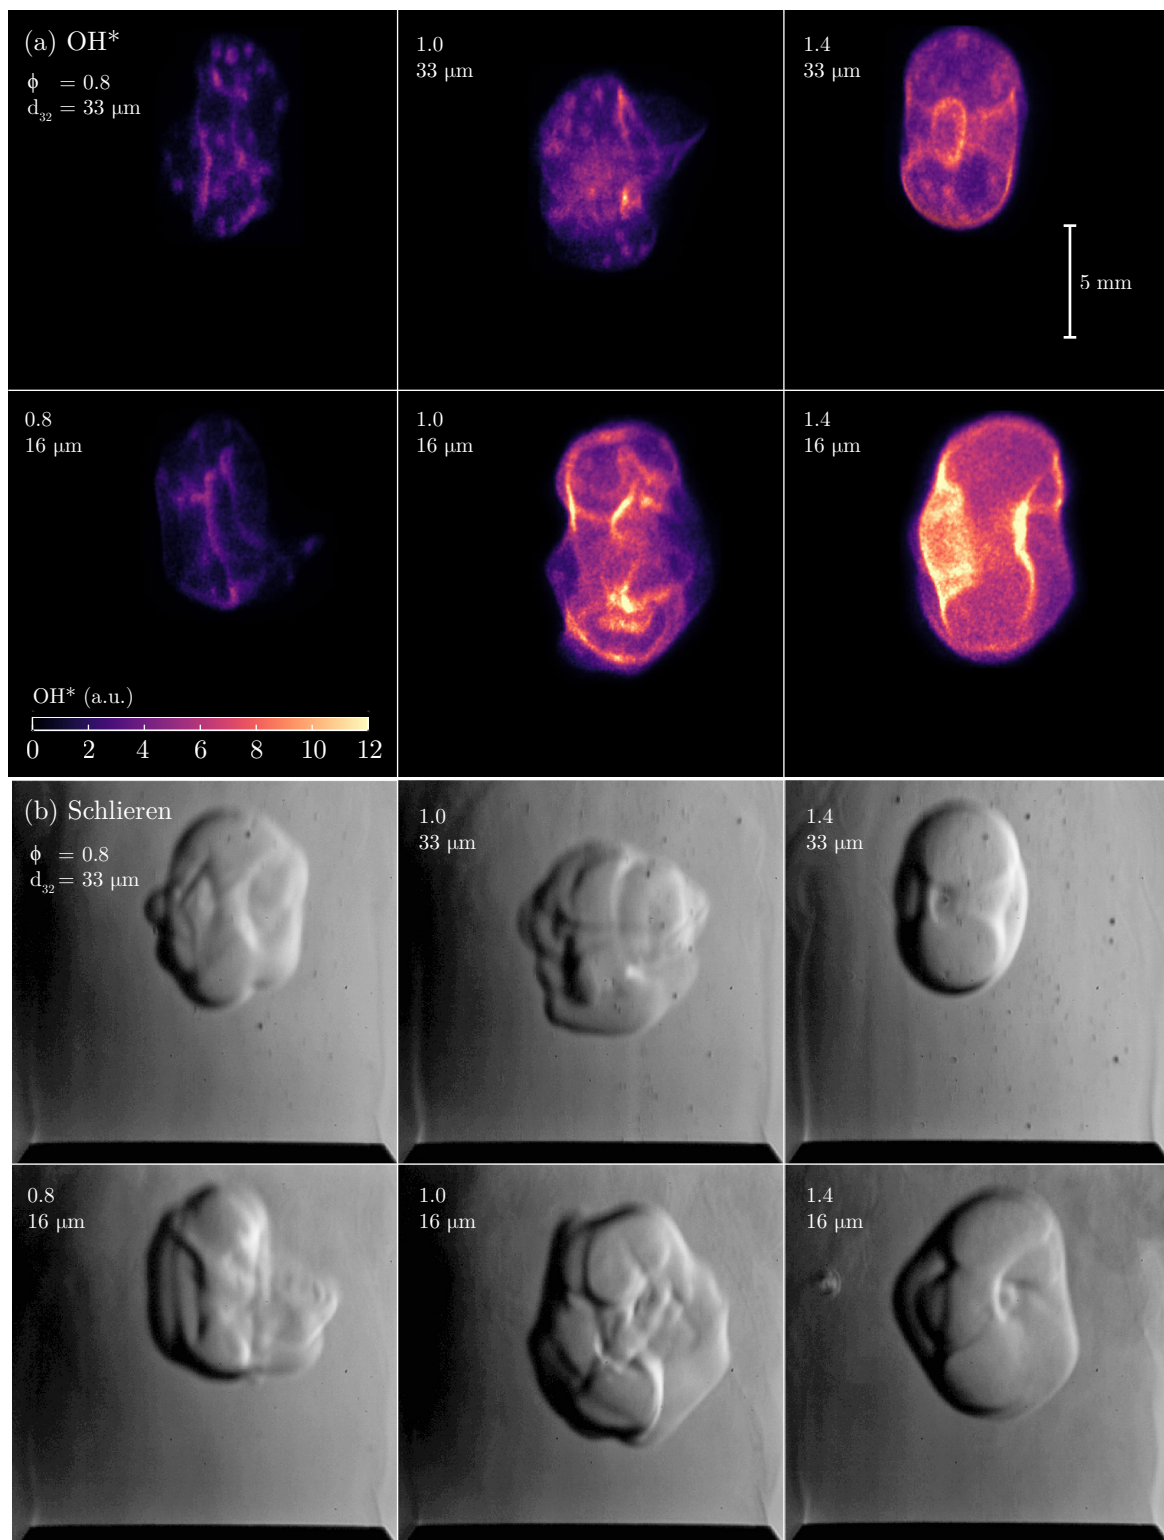 (a) OH*
ϕ = 0.8
d₃₂ = 33 µm
1.0
33 µm
1.4
33 µm
5 mm
0.8
16 µm
OH* (a.u.)
0 2 4 6 8 10 12
1.0
16 µm
1.4
16 µm
(b) Schlieren
ϕ = 0.8
d₃₂ = 33 µm
1.0
33 µm
1.4
33 µm
0.8
16 µm
1.0
16 µm
1.4
16 µm